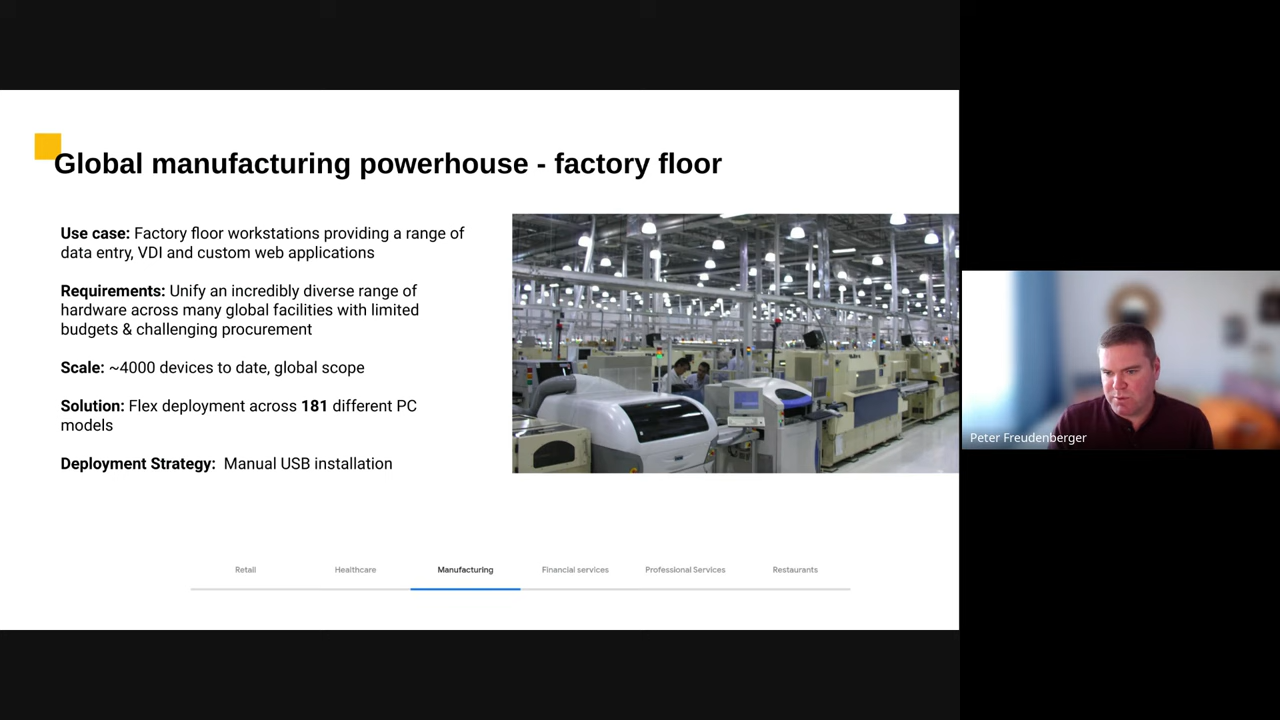 Global manufacturing powerhouse - factory floor
Use case: Factory floor workstations providing a range of
data entry, VDI and custom web applications
Requirements: Unify an incredibly diverse range of
hardware across many global facilities with limited
budgets & challenging procurement
Scale: ~4000 devices to date, global scope
Solution: Flex deployment across 181 different PC
models
Deployment Strategy:  Manual USB installation
Retail Healthcare Manufacturing Financial services Professional Services Restaurants
Peter Freudenberger